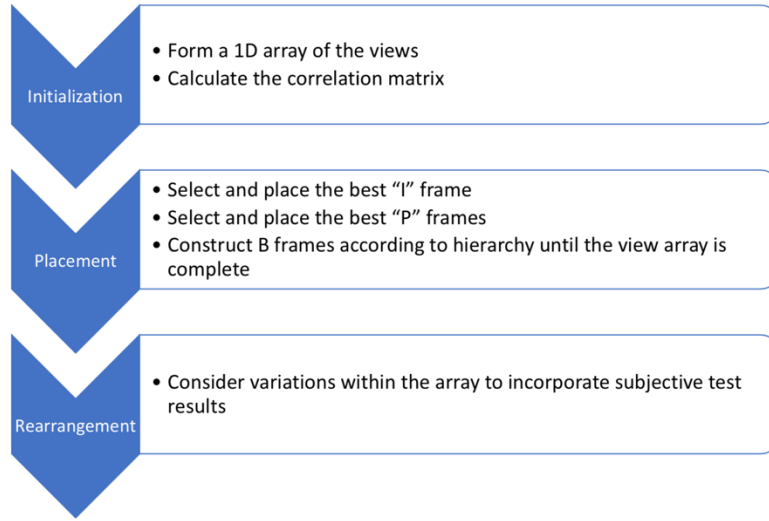 Initialization
• Form a 1D array of the views
• Calculate the correlation matrix
Placement
• Select and place the best “I” frame
• Select and place the best “P” frames
• Construct B frames according to hierarchy until the view array is
complete
Rearrangement
• Consider variations within the array to incorporate subjective test
results